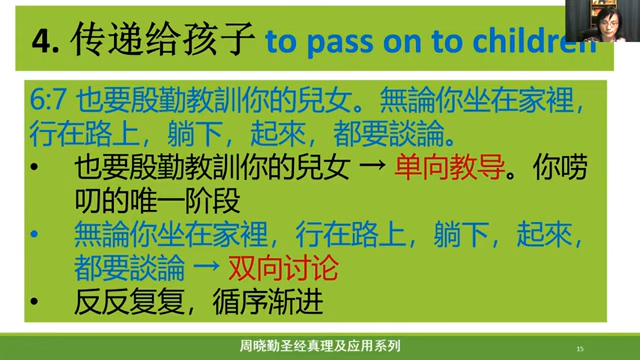 4. 传递给孩子 to pass on to children
6:7 也要殷勤教訓你的兒女。無論你坐在家裡，
行在路上，躺下，起來，都要談論。
• 也要殷勤教訓你的兒女 → 单向教导。你唠
叨的唯一阶段
• 無論你坐在家裡，行在路上，躺下，起來，
都要談論 → 双向讨论
• 反反复复，循序渐进
周晓勤圣经真理及应用系列
15